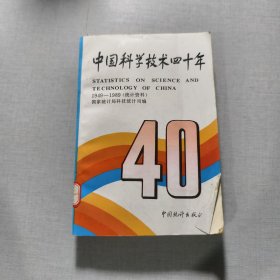 中国科学技术四十年
STATISTICS ON SCIENCE AND
TECHNOLOGY OF CHINA
1949—1989(统计资料)
国家统计局科技统计司编
40
中国统计出版社